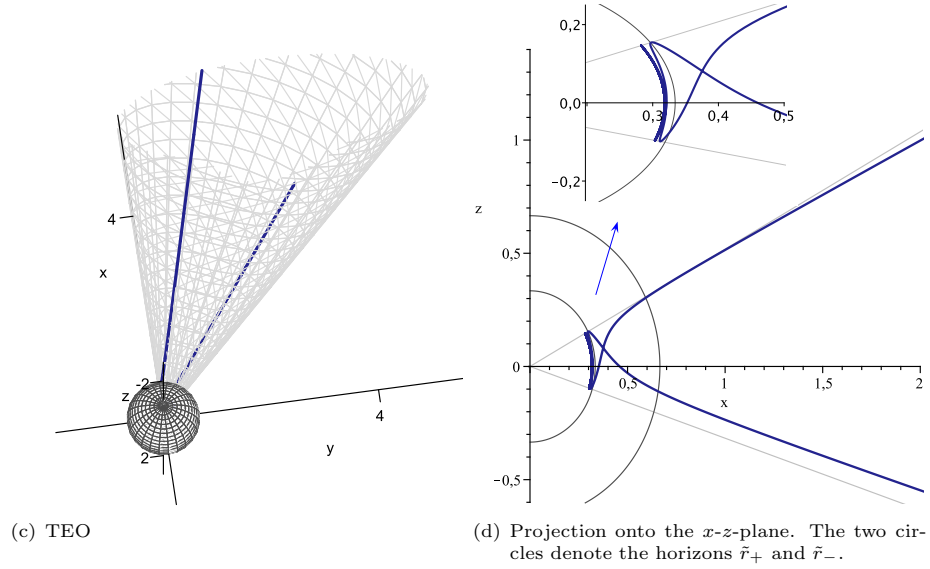 4
x
-2
z
2
4
y
0,2
0,0
-0,2
0,3
0,4
0,5
z
1
0,5
0
-0,5
0,5
1
1,5
2
x
(c) TEO
(d) Projection onto the x-z-plane. The two cir-
cles denote the horizons r̃₊ and r̃₋.